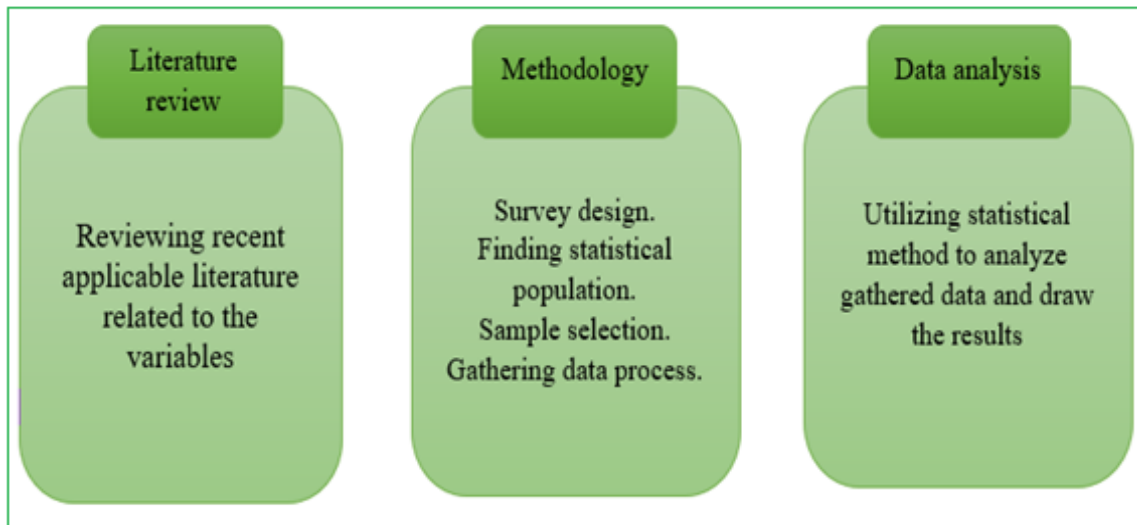 Literature
review
Reviewing recent
applicable literature
related to the
variables
Methodology
Survey design.
Finding statistical
population.
Sample selection.
Gathering data process.
Data analysis
Utilizing statistical
method to analyze
gathered data and draw
the results